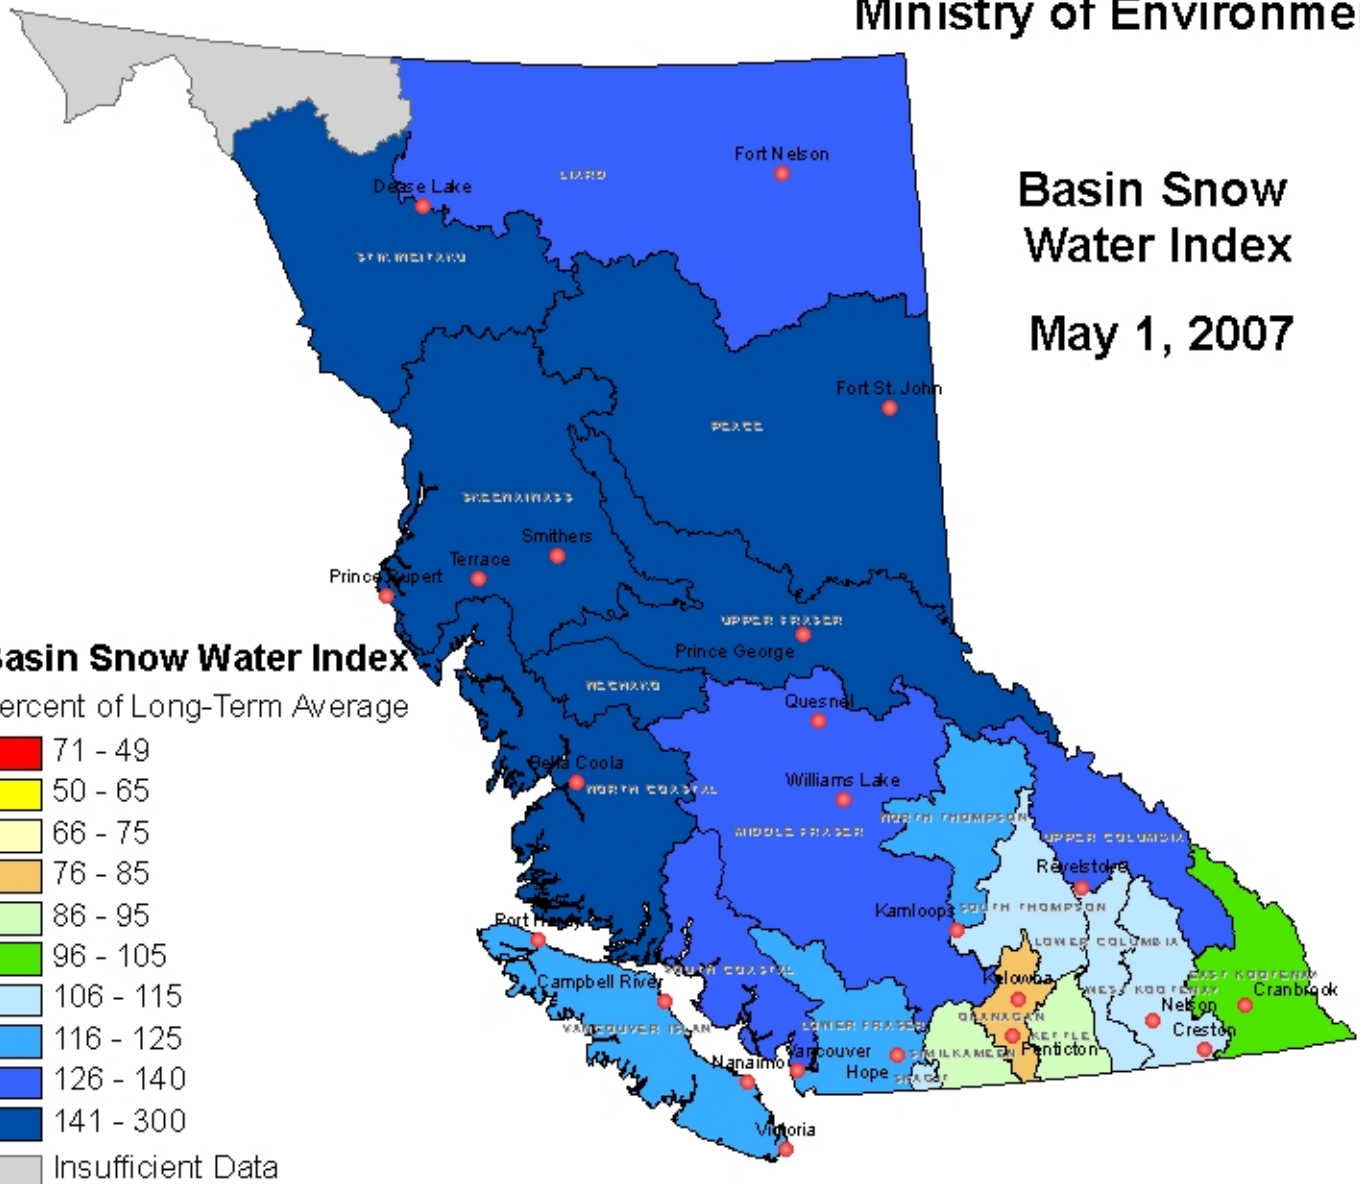 Ministry of Environme
Basin Snow
Water Index
May 1, 2007
Fort Nelson
LIARD
Dease Lake
Fort St. John
PEACE
Smithers
Terrace
Prince Rupert
UPPER FRASER
Prince George
NECHAKO
Quesnel
Bella Coola
NORTH COASTAL
Williams Lake
NORTH THOMPSON
MIDDLE FRASER
UPPER COLUMBIA
Revelstoke
Kamloops
SOUTH THOMPSON
Port
LOWER COLUMBIA
SOUTH COASTAL
EAST KOOTENAY
Campbell River
Kelowna
WEST KOOTENAY
Cranbrook
Nelson
VANCOUVER ISLAN
LOWER FRASER
OKANAGAN
KETTLE
Creston
Vancouver
SIMILKAMEEN
Penticton
Nanaimo
Hope
SKAGIT
Victoria
Basin Snow Water Index
ercent of Long-Term Average
71 - 49
50 - 65
66 - 75
76 - 85
86 - 95
96 - 105
106 - 115
116 - 125
126 - 140
141 - 300
Insufficient Data